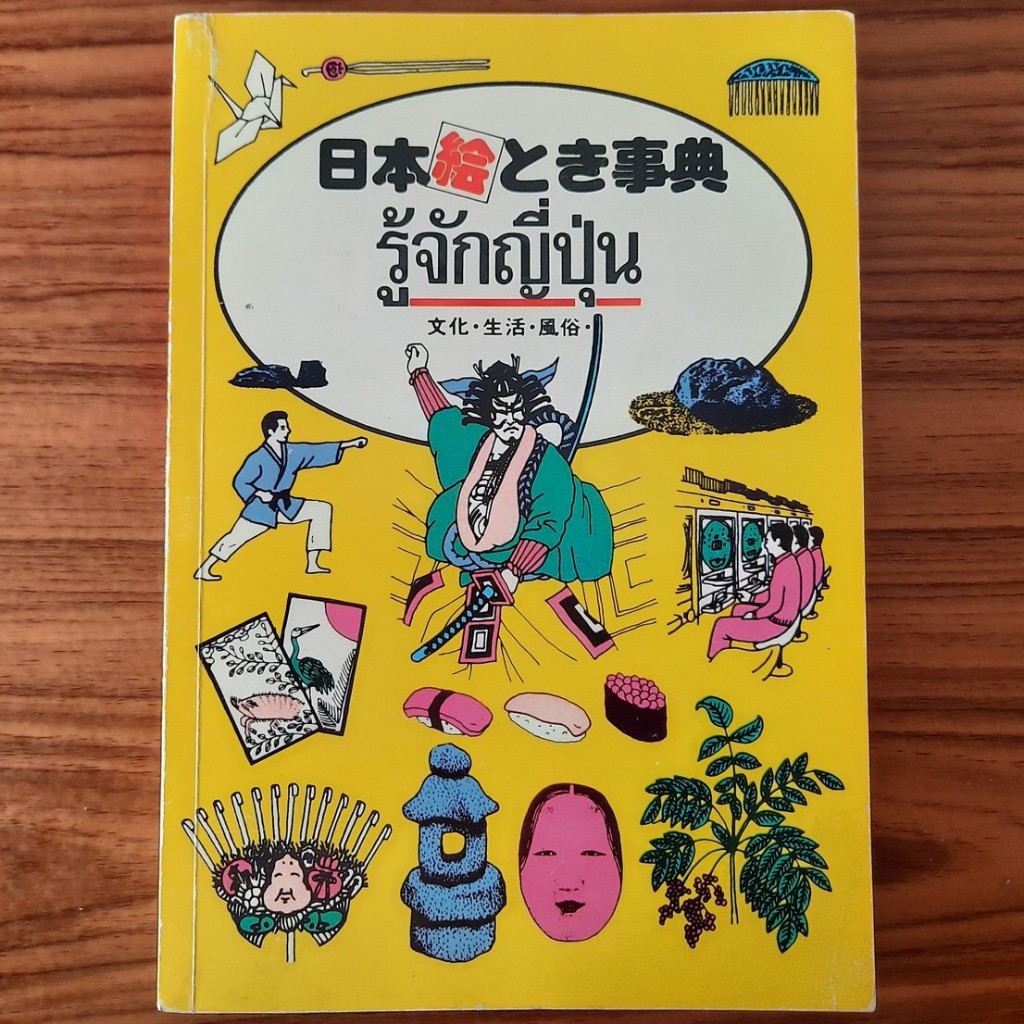 日本絵とき事典
รู้จักญี่ปุ่น
文化・生活・風俗・